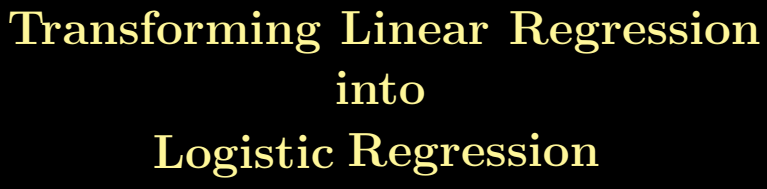 Transforming Linear Regression
into
Logistic Regression